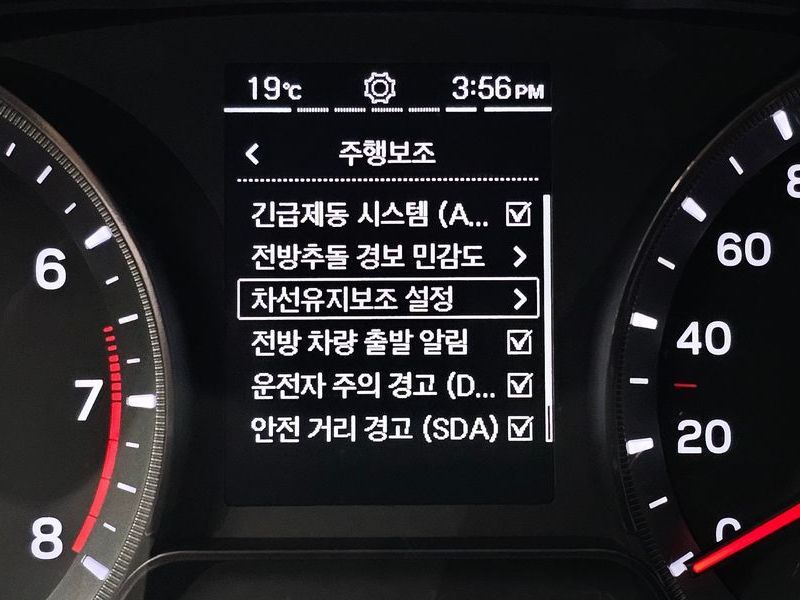 19℃ 3:56PM
< 주행보조
긴급제동 시스템 (A...
전방추돌 경보 민감도 >
차선유지보조 설정 >
전방 차량 출발 알림
운전자 주의 경고 (D...
안전 거리 경고 (SDA)
6
7
8
60
40
20
0